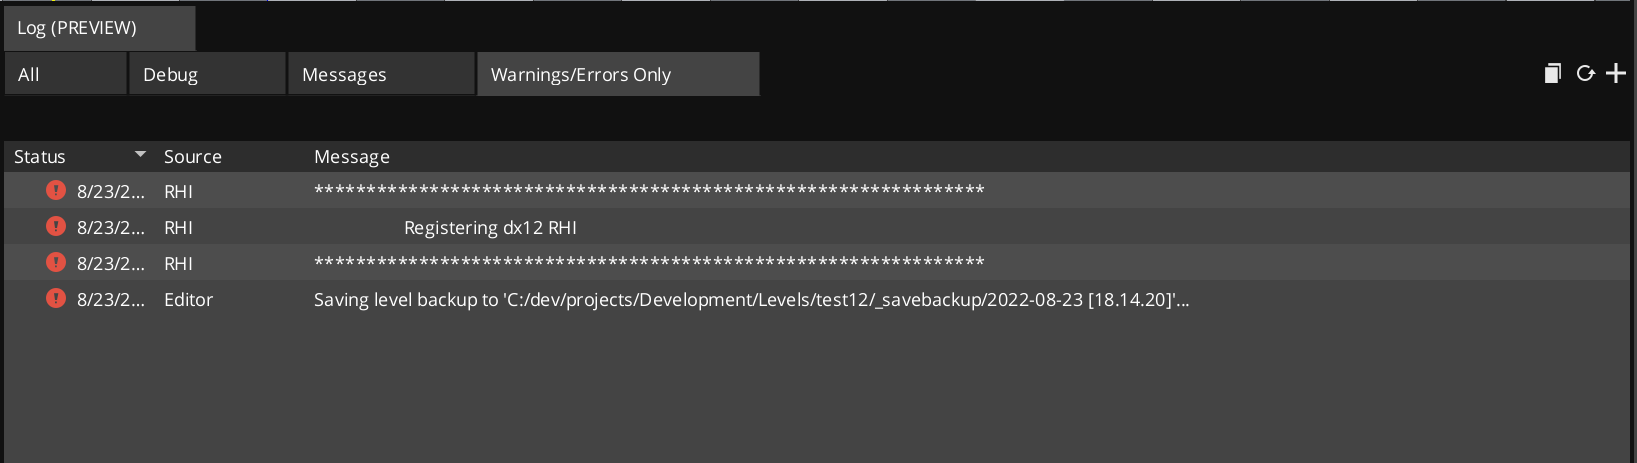 Log (PREVIEW)
All Debug Messages Warnings/Errors Only
Status Source Message
8/23/2... RHI ****************************************************************
8/23/2... RHI Registering dx12 RHI
8/23/2... RHI ****************************************************************
8/23/2... Editor Saving level backup to 'C:/dev/projects/Development/Levels/test12/_savebackup/2022-08-23 [18.14.20]'...